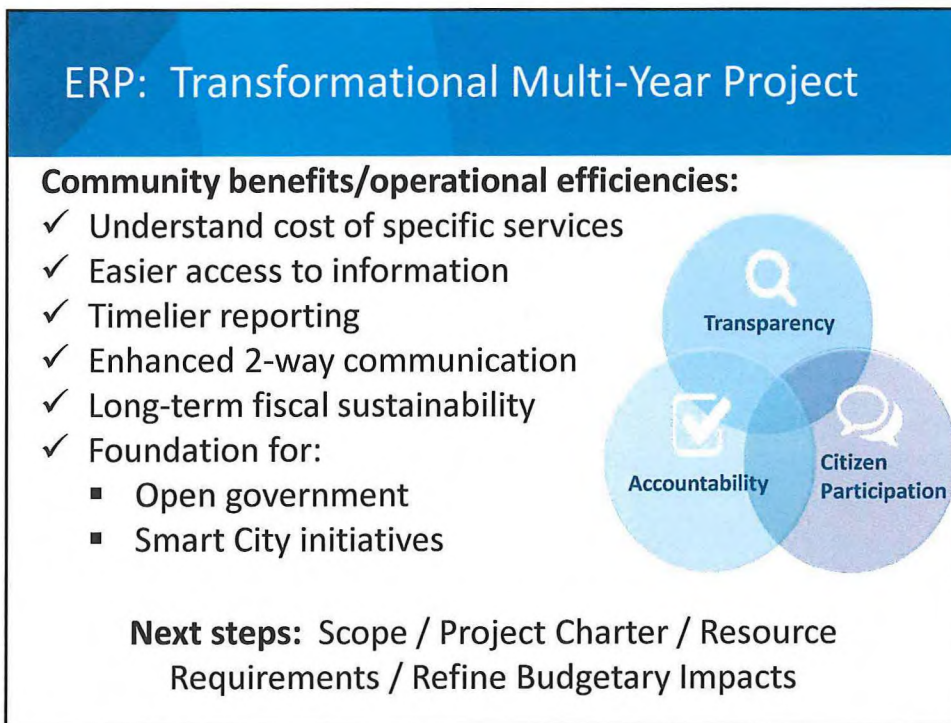 ERP: Transformational Multi-Year Project
Community benefits/operational efficiencies:
✓ Understand cost of specific services
✓ Easier access to information
✓ Timelier reporting
✓ Enhanced 2-way communication
✓ Long-term fiscal sustainability
✓ Foundation for:
▪ Open government
▪ Smart City initiatives
Transparency
Accountability
Citizen
Participation
Next steps: Scope / Project Charter / Resource
Requirements / Refine Budgetary Impacts